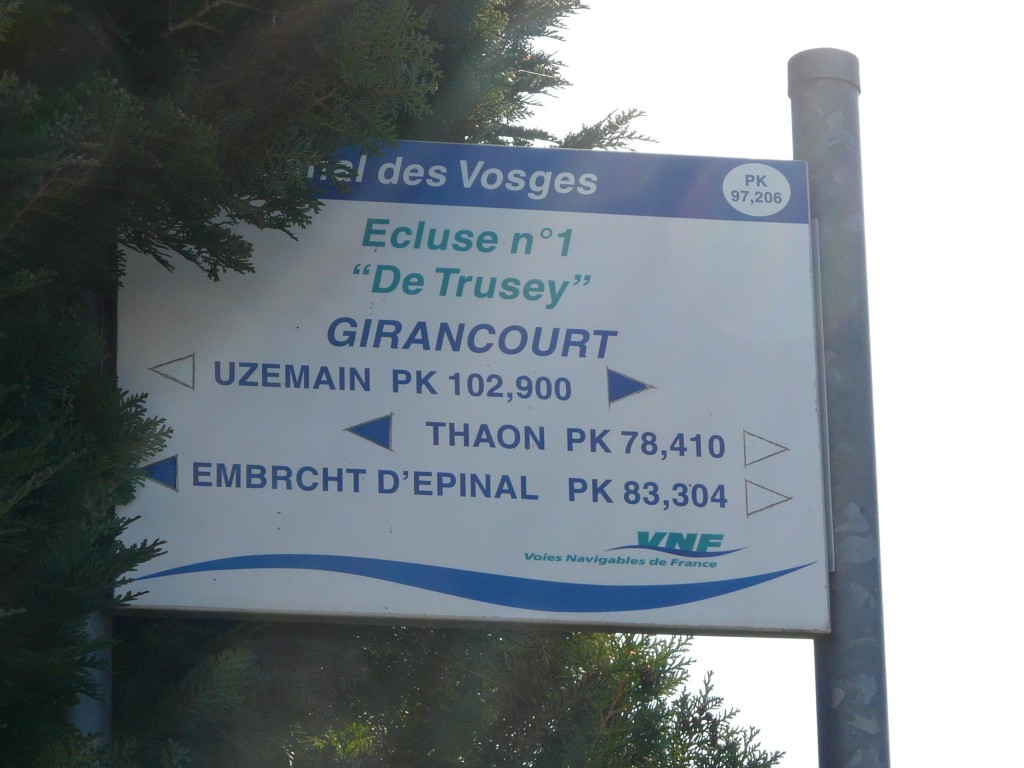 des Vosges
PK
97,206
Ecluse n°1
"De Trusey"
GIRANCOURT
UZEMAIN PK 102,900
THAON PK 78,410
EMBRCHT D'EPINAL PK 83,304
VNF
Voies Navigables de France